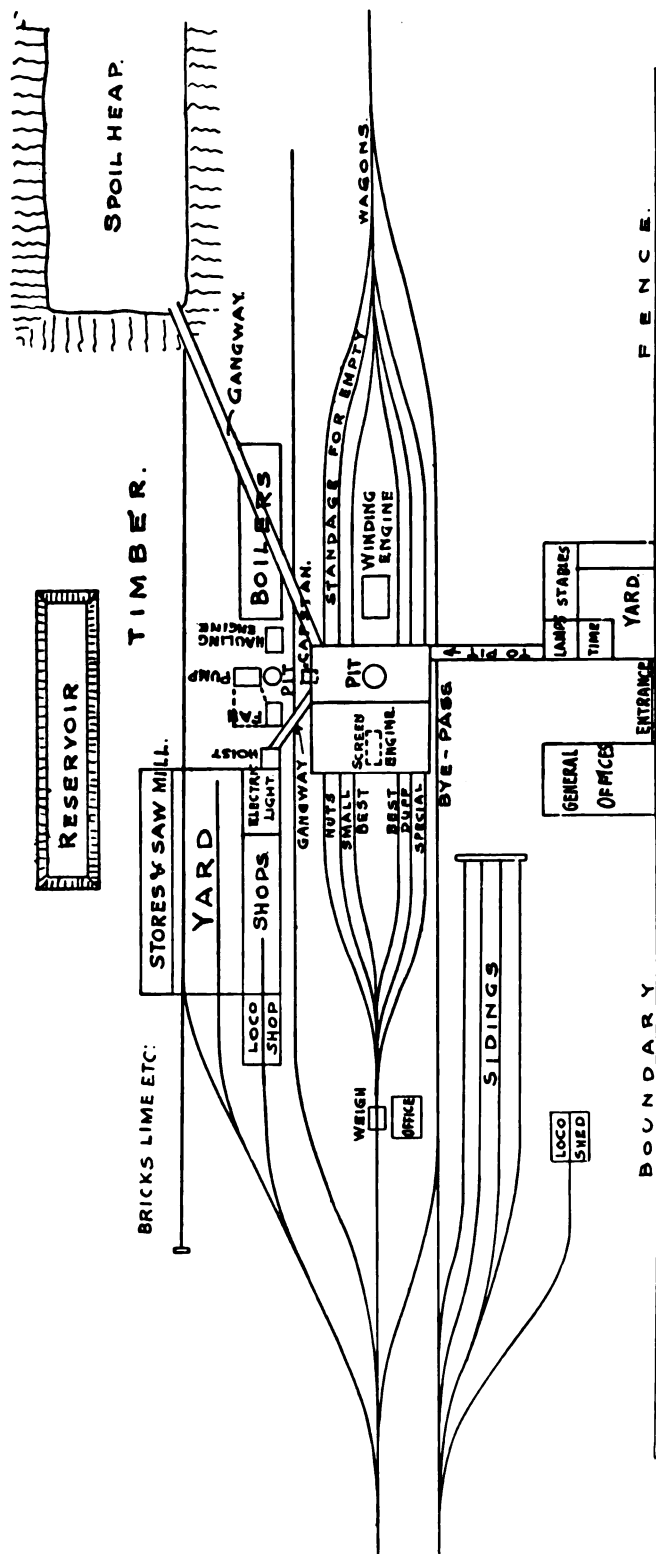 SPOIL HEAP.
GANGWAY.
TIMBER.
RESERVOIR
BOILERS
HAULING
ENGINE.
PUMP
PIT
CAPSTAN.
FAN
HOIST
GANGWAY
STORES & SAW MILL.
YARD
ELECTRIC
LIGHT.
SHOPS.
LOCO
SHOP
BRICKS LIME ETC:
STANDAGE FOR EMPTY WAGONS.
WINDING
ENGINE
PIT
SCREEN
ENGINE.
NUTS
SMALL
BEST
BEST
DUFF
SPECIAL
BYE-PASS
TO PIT
WEIGH
OFFICE
SIDINGS
LOCO
SHED
LAMPS
STABLES
TIME
YARD.
ENTRANCE
GENERAL
OFFICES
BOUNDARY FENCE.